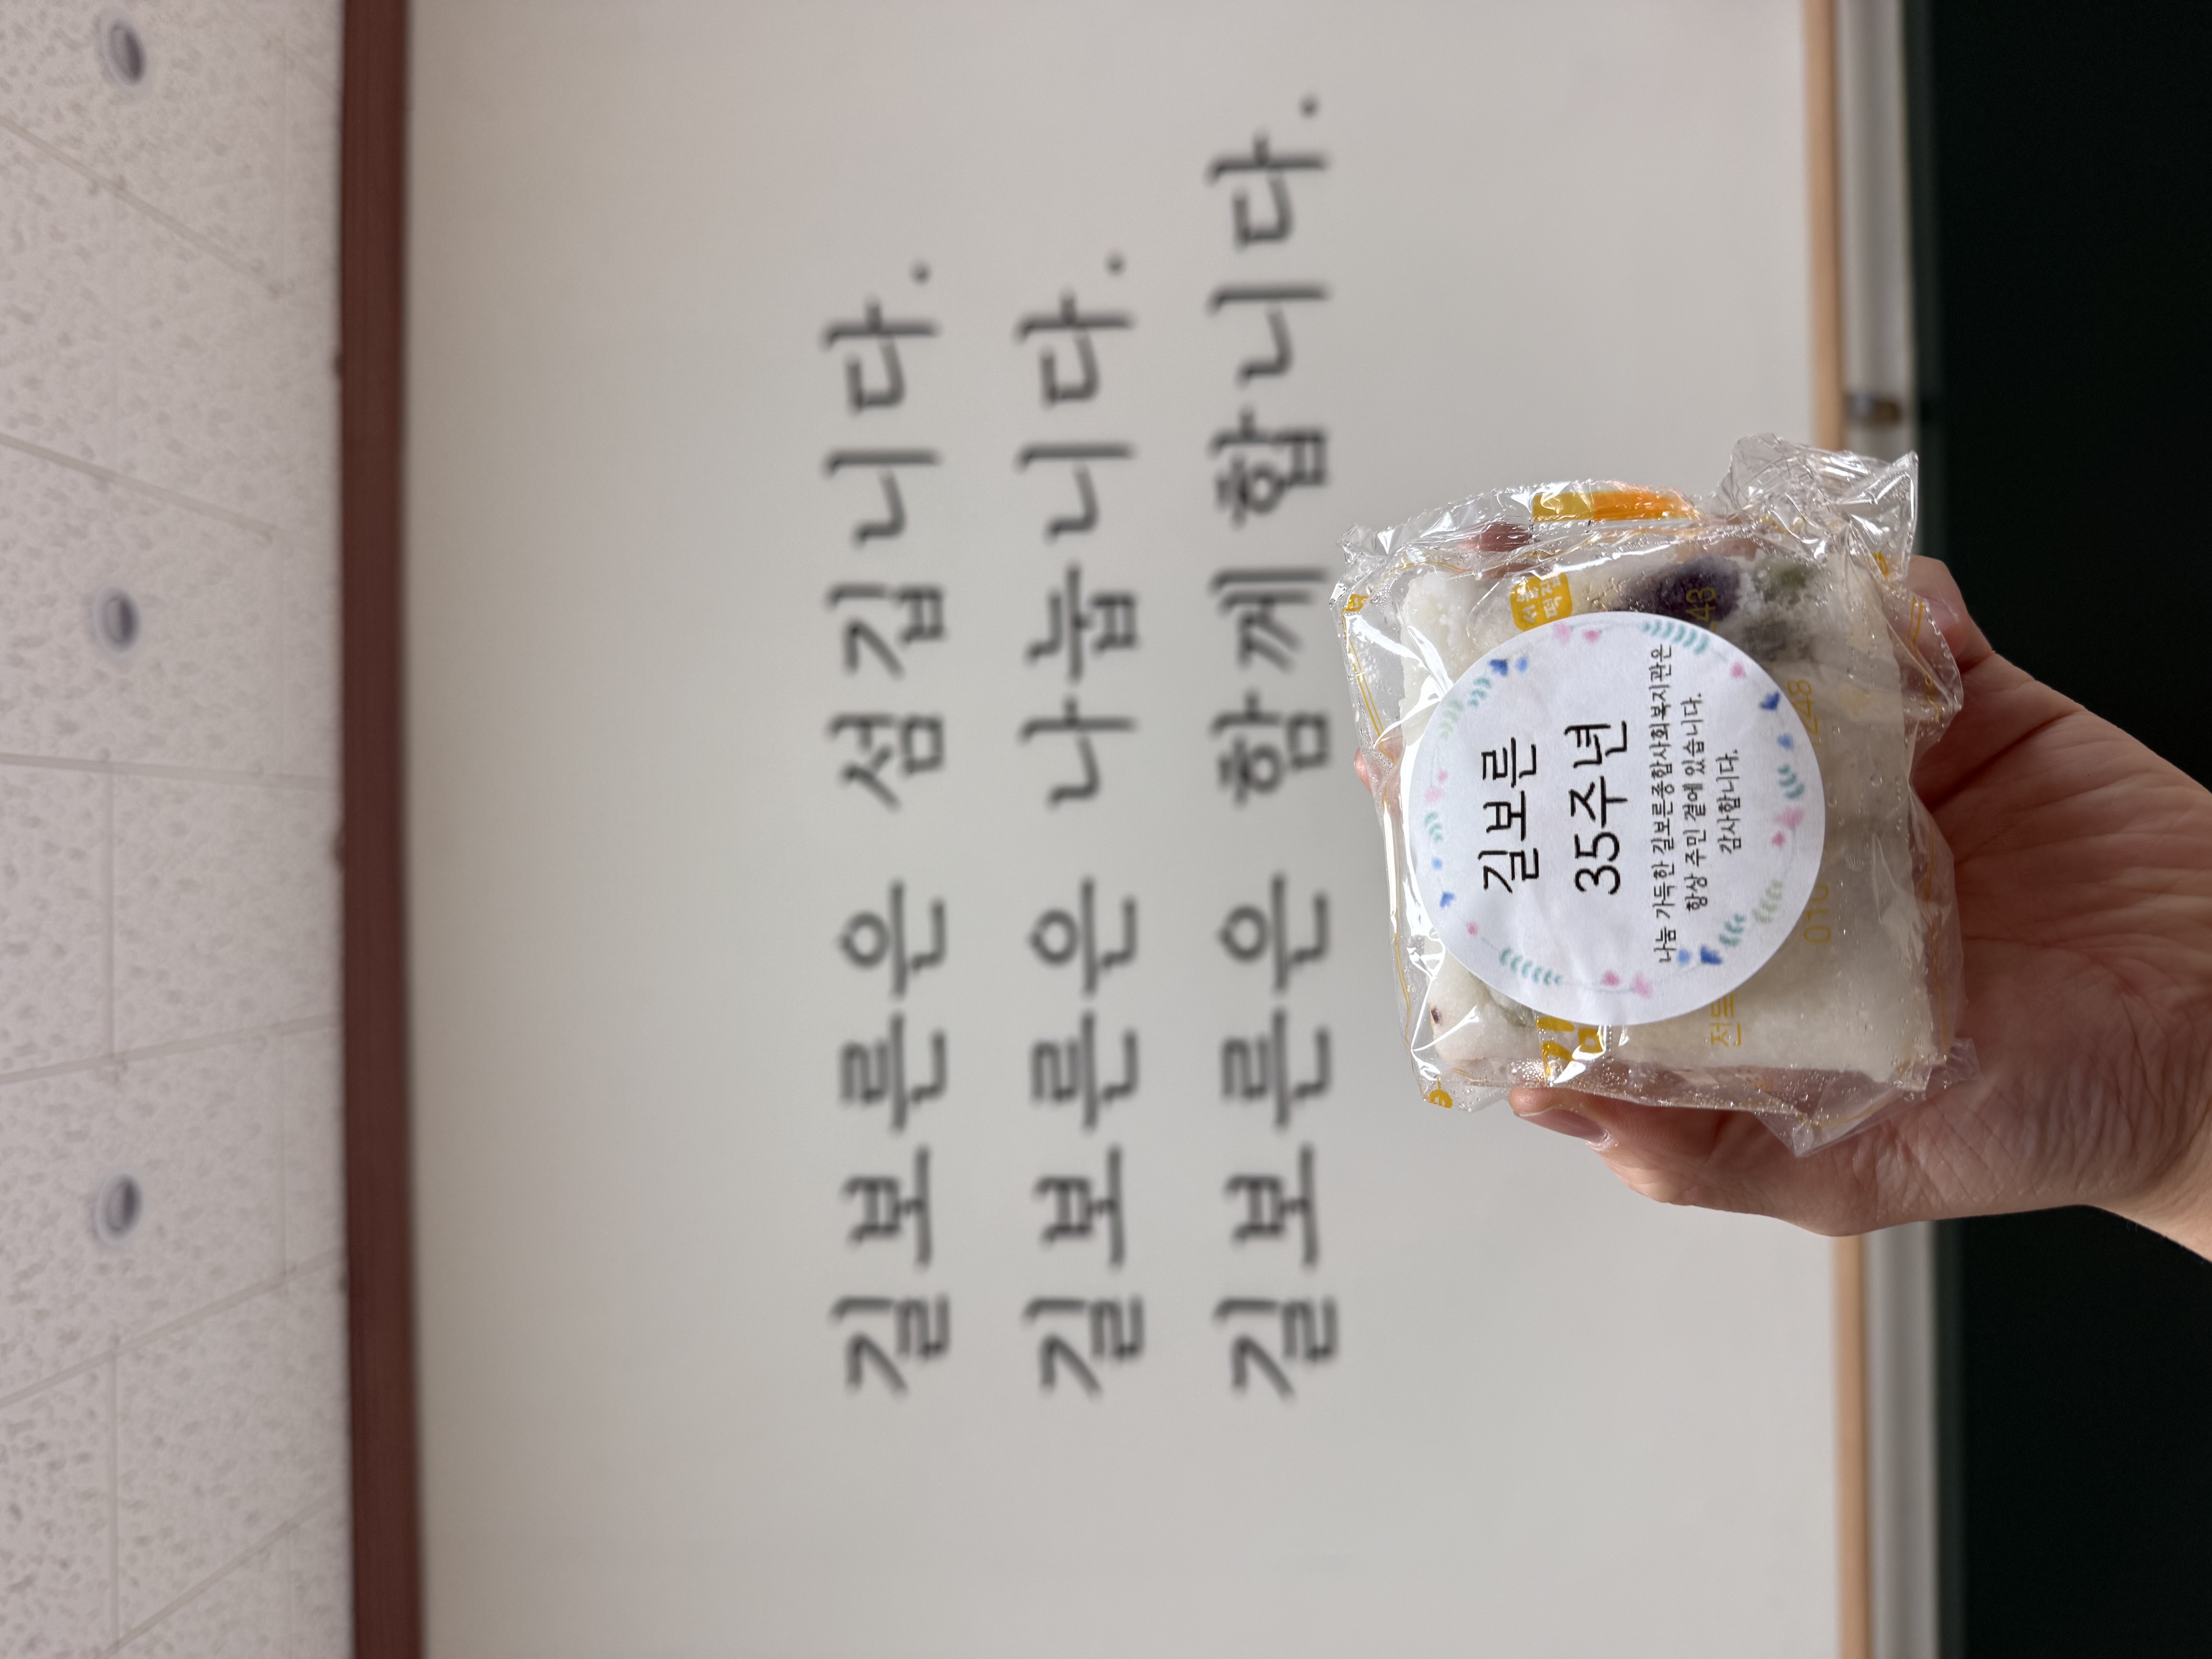 길보른은 섬깁니다.
길보른은 나눕니다.
길보른은 함께 합니다.
길보른
35주년
나눔 가득한 길보른종합사회복지관은
항상 주민 곁에 있습니다.
감사합니다.